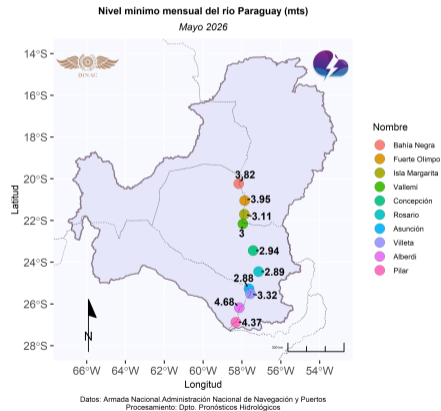 Nivel mínimo mensual del río Paraguay (mts)
Mayo 2026
14°S
16°S
18°S
20°S
22°S
24°S
26°S
28°S
Latitud
DINAC
3.82
3.95
3.11
3
2.94
2.89
2.88
3.32
4.68
4.37
N
66°W 64°W 62°W 60°W 58°W 56°W 54°W
Longitud
Nombre
Bahía Negra
Fuerte Olimpo
Isla Margarita
Vallemí
Concepción
Rosario
Asunción
Villeta
Alberdi
Pilar
Datos: Armada Nacional.Administración Nacional de Navegación y Puertos
Procesamiento: Dpto. Pronósticos Hidrológicos